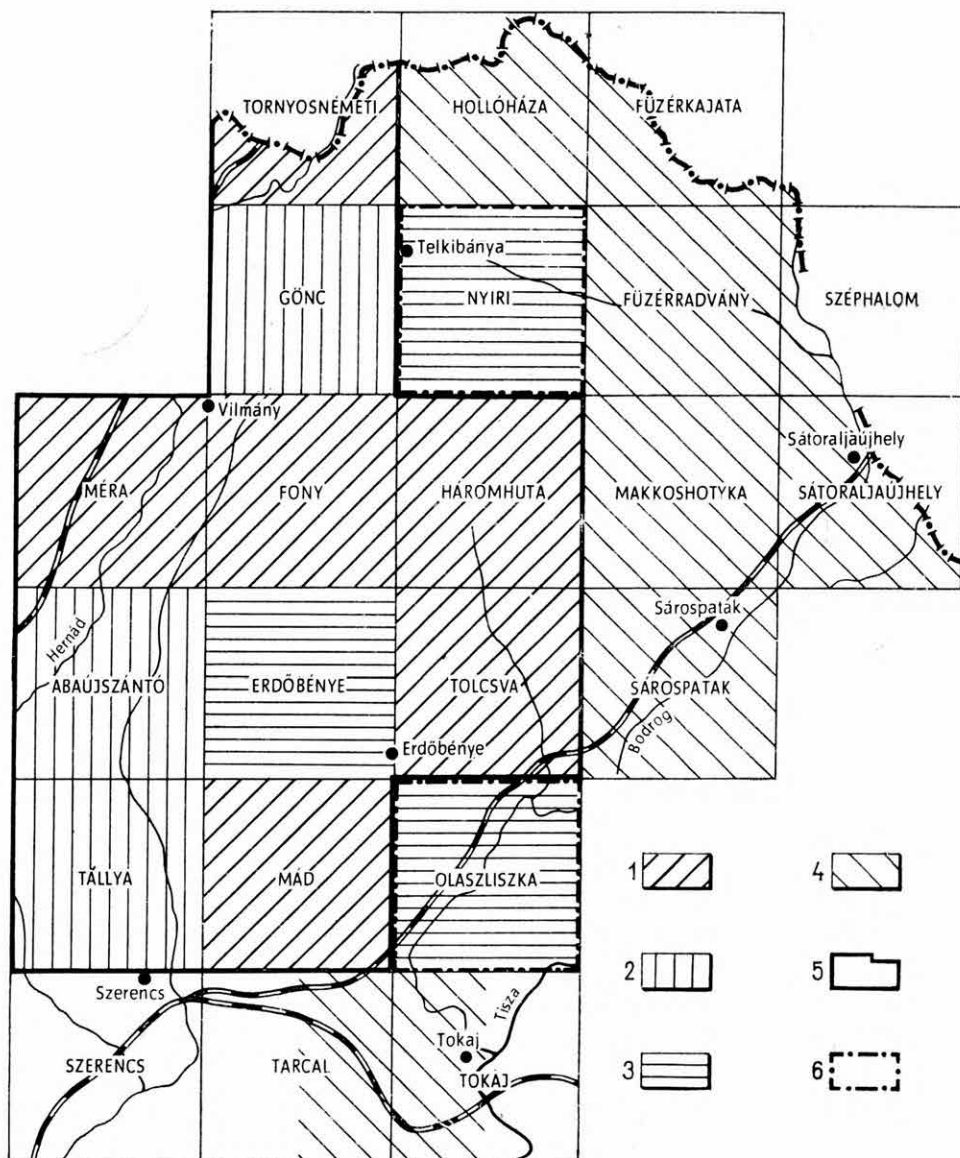 TORNYOSNÉMETI
HOLLÓHÁZA
FÜZÉRKAJATA
Telkibánya
GÖNC
NYIRI
FÜZÉRRADVÁNY
SZÉPHALOM
Vilmány
Sátoraljaújhely
MÉRA
FONY
HÁROMHUTA
MAKKOSHOTYKA
SÁTORALJAÚJHELY
Hernád
Sárospatak
ABAÚJSZÁNTÓ
ERDŐBÉNYE
TOLCSVA
SÁROSPATAK
Bodrog
Erdőbénye
TÁLLYA
MÁD
OLASZLISZKA
1
4
2
5
Szerencs
Tisza
Tokaj
SZERENCS
TARCAL
TOKAJ
3
6